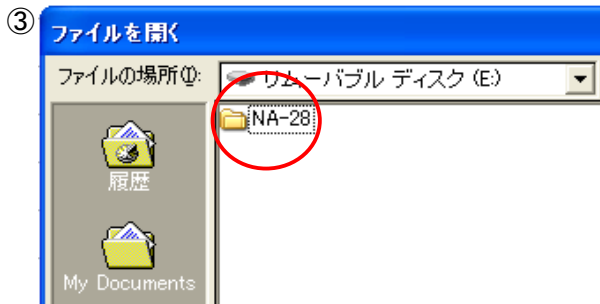 ③
ファイルを開く
ファイルの場所(I):
リムーバブル ディスク (E:)
NA-28
履歴
My Documents